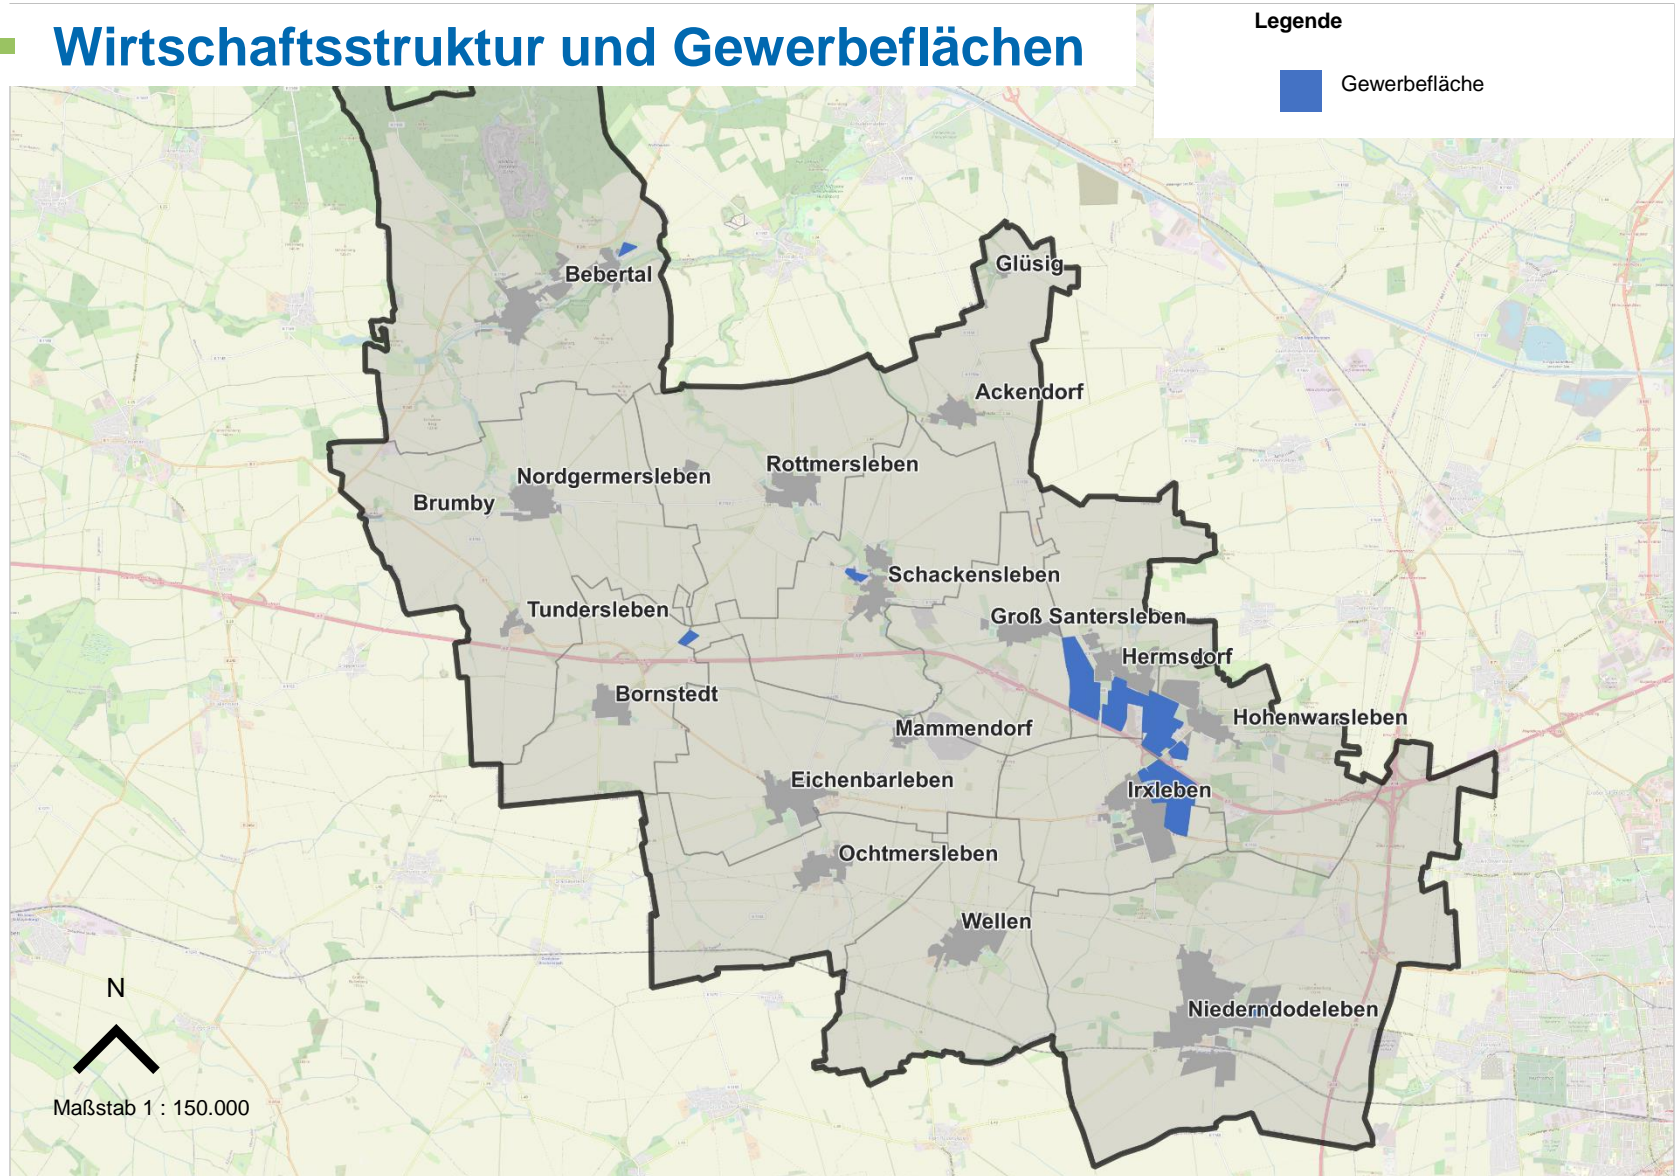 Wirtschaftsstruktur und Gewerbeflächen
Legende
Gewerbefläche
Glüsig
Bebertal
Ackendorf
Rottmersleben
Nordgermersleben
Brumby
Schackensleben
Tundersleben
Groß Santersleben
Hermsdorf
Bornstedt
Hohenwarsleben
Mammendorf
Eichenbarleben
Irxleben
Ochtmersleben
Wellen
N
Niederndodeleben
Maßstab 1 : 150.000